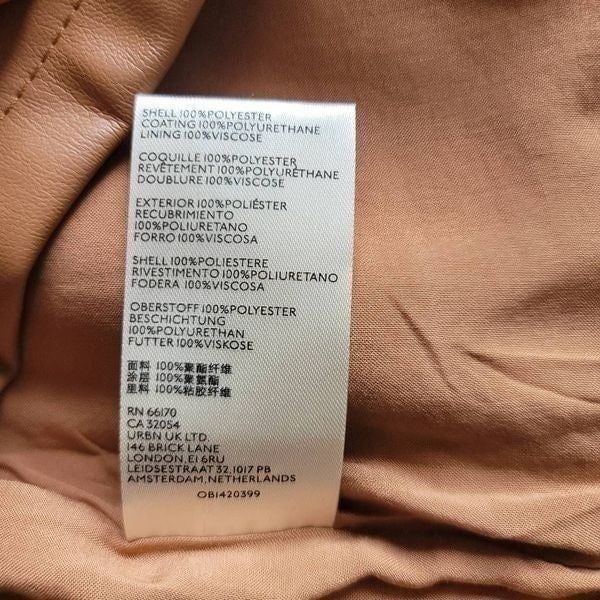 SHELL 100%POLYESTER
COATING 100%POLYURETHANE
LINING 100%VISCOSE
COQUILLE 100%POLYESTER
REVÊTEMENT 100%POLYURÉTHANE
DOUBLURE 100%VISCOSE
EXTERIOR 100%POLIÉSTER
RECUBRIMIENTO
100%POLIURETANO
FORRO 100%VISCOSA
SHELL 100%POLIESTERE
RIVESTIMENTO 100%POLIURETANO
FODERA 100%VISCOSA
OBERSTOFF 100%POLYESTER
BESCHICHTUNG
100%POLYURETHAN
FUTTER 100%VISKOSE
面料 100%聚酯纤维
涂层 100%聚氨酯
里料 100%粘胶纤维
RN 66170
CA 32054
URBN UK LTD.
146 BRICK LANE
LONDON, E1 6RU
LEIDSESTRAAT 32, 1017 PB
AMSTERDAM, NETHERLANDS
OB1420399